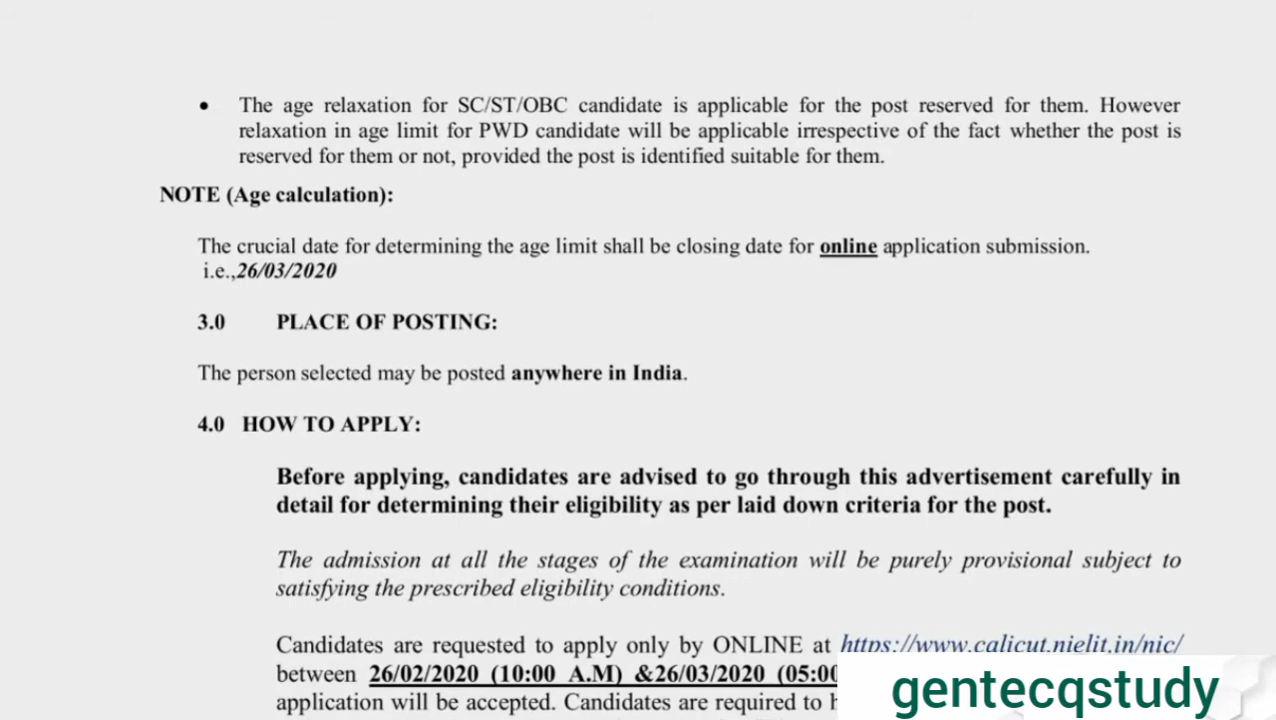 • The age relaxation for SC/ST/OBC candidate is applicable for the post reserved for them. However
relaxation in age limit for PWD candidate will be applicable irrespective of the fact whether the post is
reserved for them or not, provided the post is identified suitable for them.
NOTE (Age calculation):
The crucial date for determining the age limit shall be closing date for online application submission.
i.e.,26/03/2020
3.0 PLACE OF POSTING:
The person selected may be posted anywhere in India.
4.0 HOW TO APPLY:
Before applying, candidates are advised to go through this advertisement carefully in
detail for determining their eligibility as per laid down criteria for the post.
The admission at all the stages of the examination will be purely provisional subject to
satisfying the prescribed eligibility conditions.
Candidates are requested to apply only by ONLINE at https://www.calicut.nielit.in/nic/
between 26/02/2020 (10:00 A.M) &26/03/2020 (05:00
application will be accepted. Candidates are required to
gentecqstudy